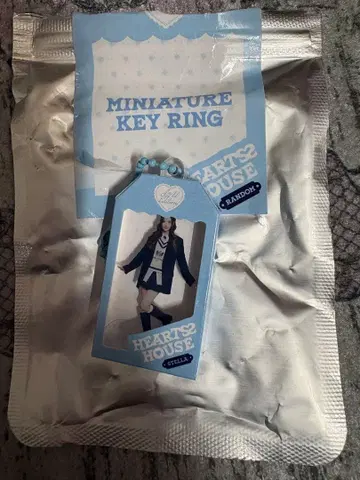 MINIATURE
KEY RING
HEARTS2
HOUSE
RANDOM
HEARTS2
HOUSE
STELLA